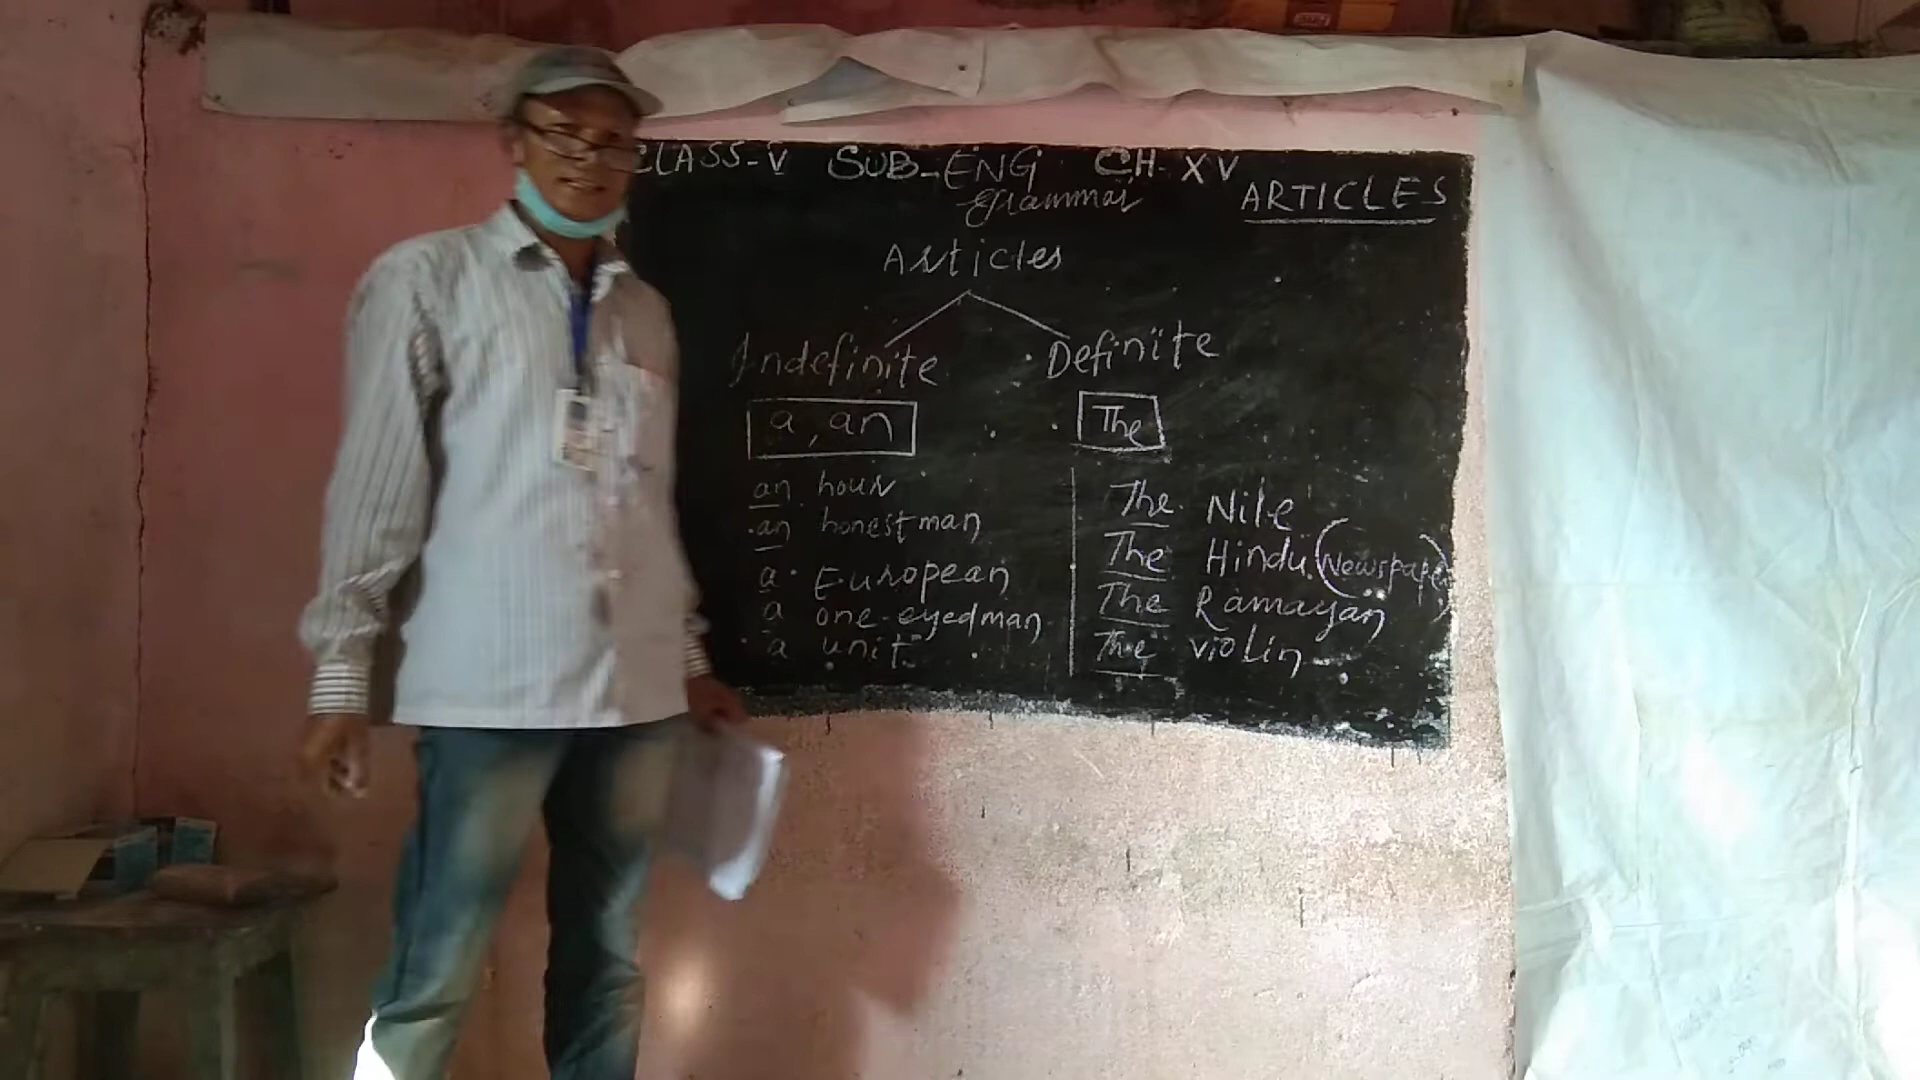 CLASS-V SUB-ENG CH-XV
Grammar
ARTICLES
Articles
Indefinite Definite
a, an The
an hour
an honest man
a European
a one-eyed man
a unit
The Nile
The Hindu (Newspaper)
The Ramayan
The violin